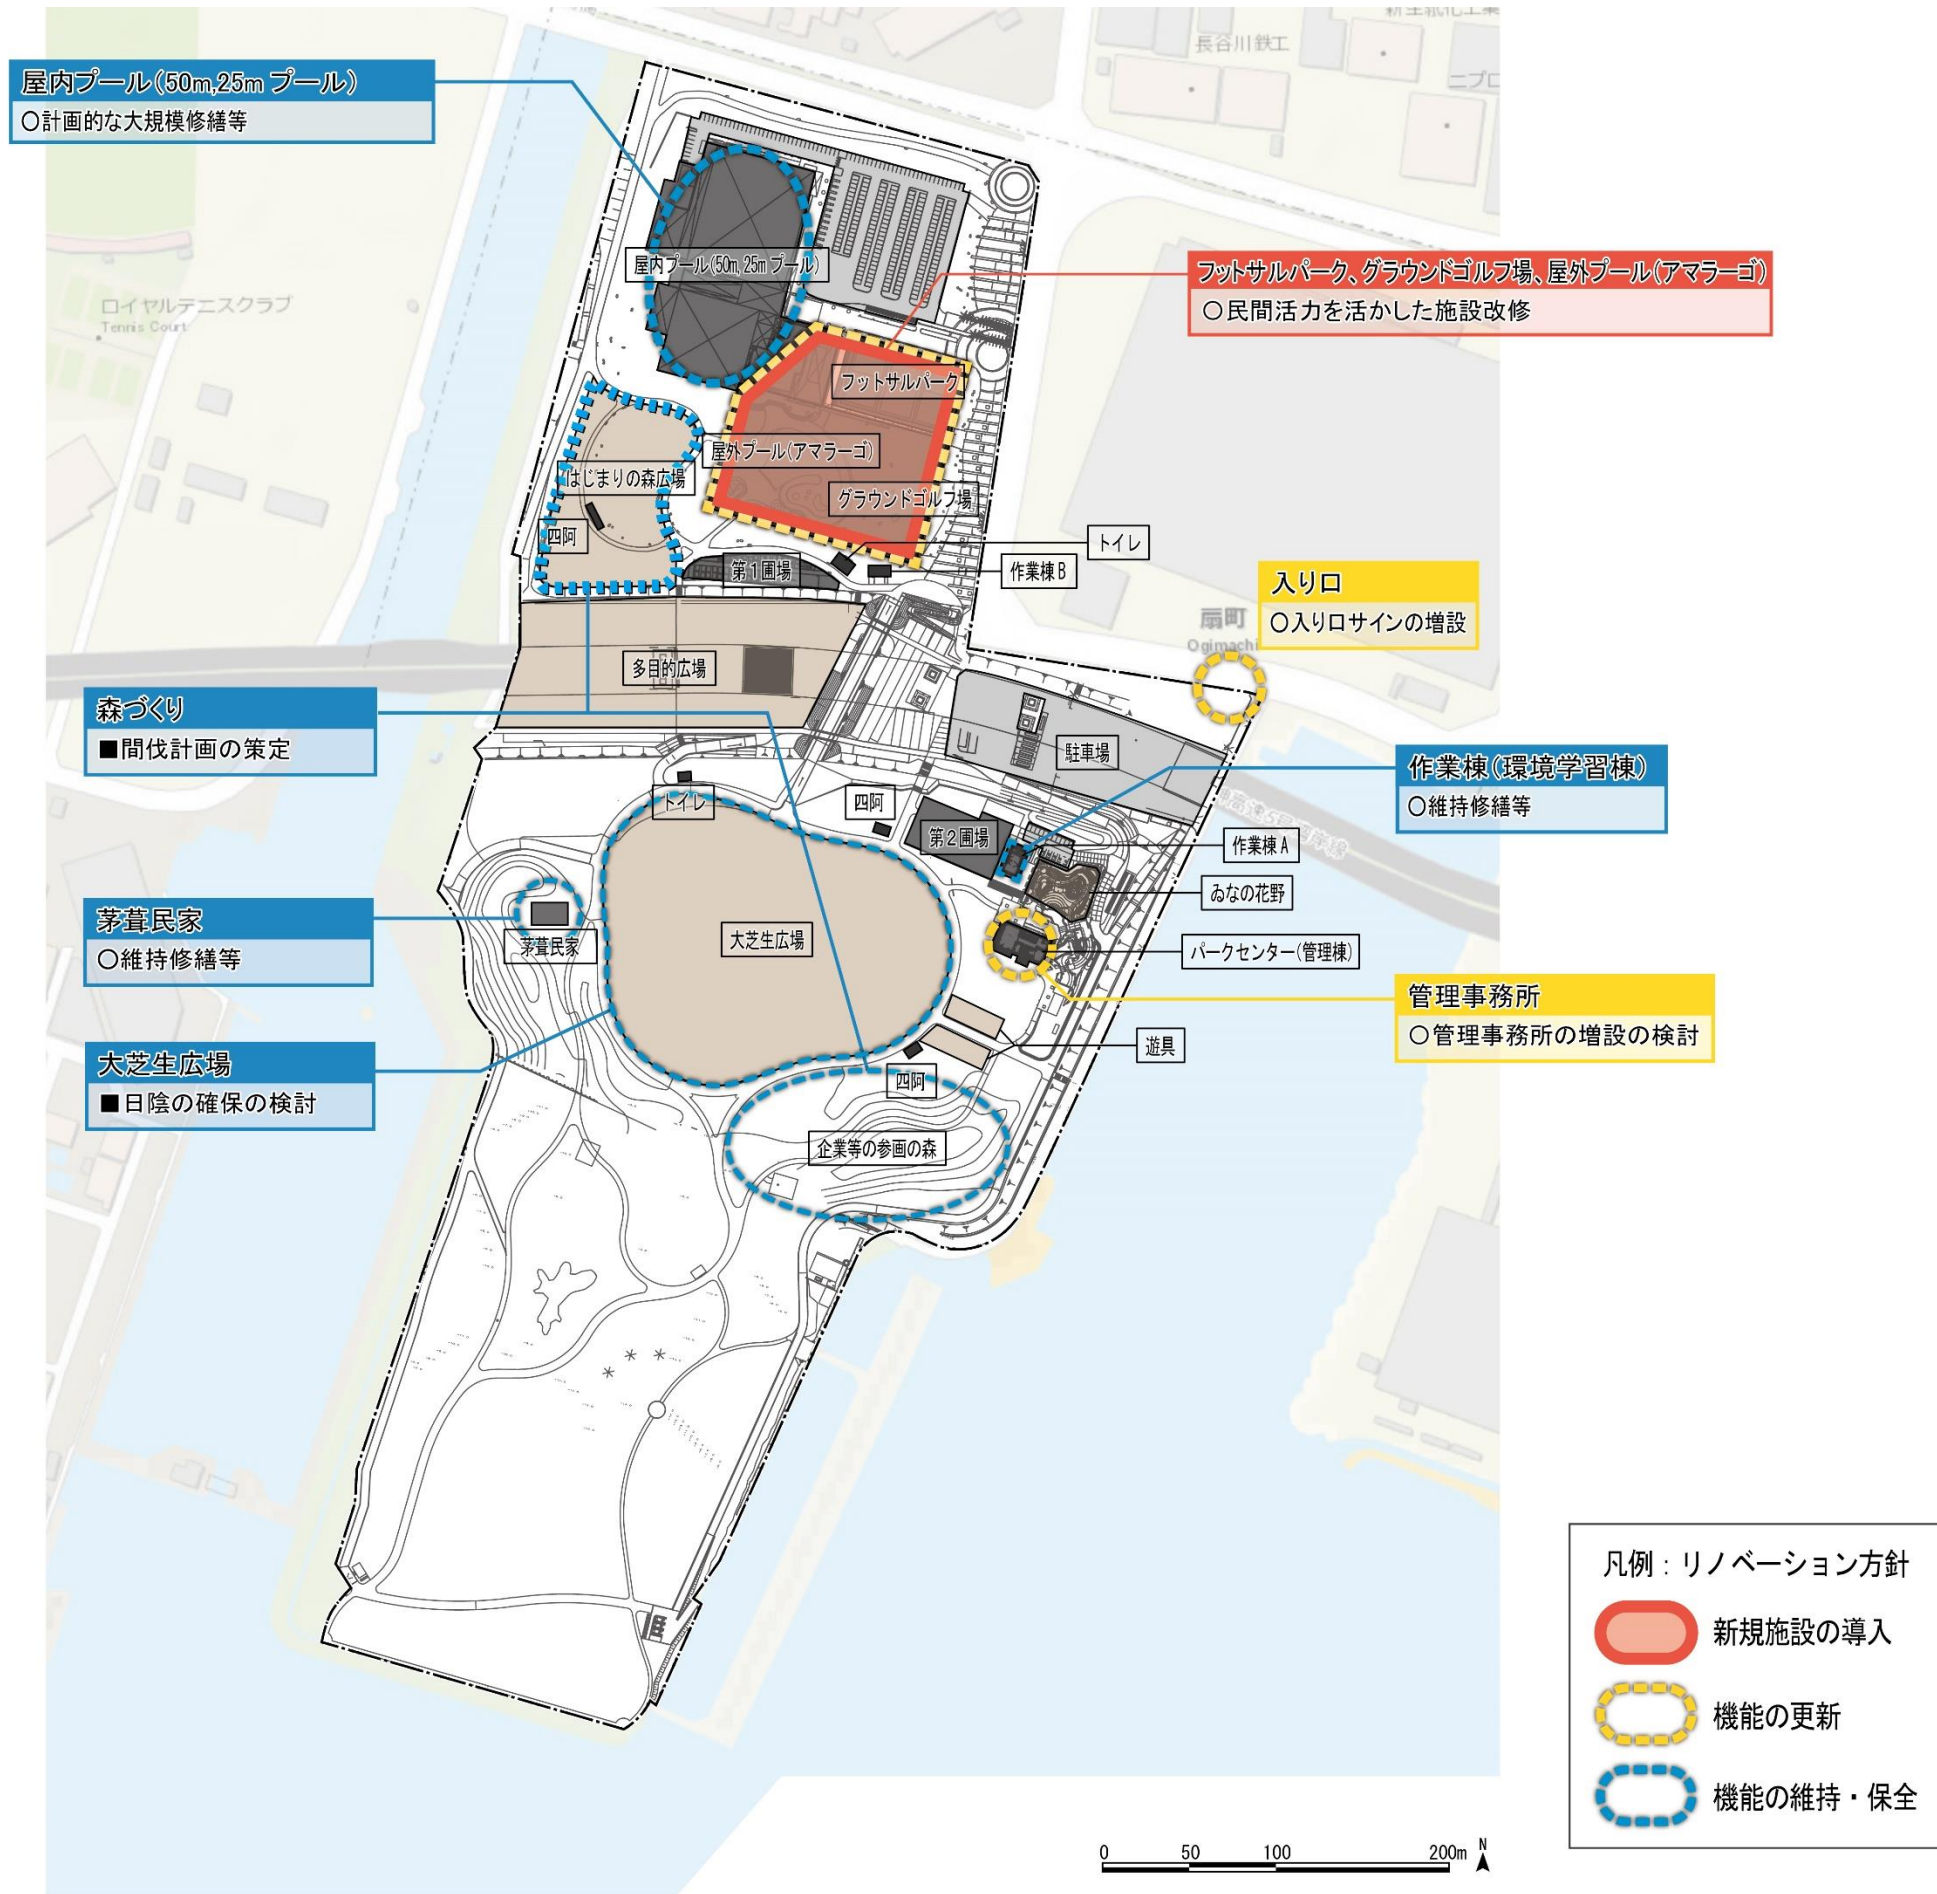 長谷川鉄工
屋内プール(50m,25m プール)
〇計画的な大規模修繕等
屋内プール(50m,25m プール)
フットサルパーク、グラウンドゴルフ場、屋外プール(アマラーゴ)
〇民間活力を活かした施設改修
ロイヤルテニスクラブ
Tennis Court
フットサルパーク
屋外プール(アマラーゴ)
はじまりの森広場
グラウンドゴルフ場
四阿
トイレ
第1圃場
作業棟B
入り口
〇入り口サインの増設
扇町
Ogimachi
多目的広場
森づくり
■間伐計画の策定
駐車場
作業棟(環境学習棟)
〇維持修繕等
トイレ
四阿
第2圃場
作業棟A
ゐなの花野
茅葺民家
〇維持修繕等
茅葺民家
大芝生広場
パークセンター(管理棟)
管理事務所
〇管理事務所の増設の検討
大芝生広場
■日陰の確保の検討
遊具
四阿
企業等の参画の森
凡例：リノベーション方針
新規施設の導入
機能の更新
機能の維持・保全
0 50 100 200m N